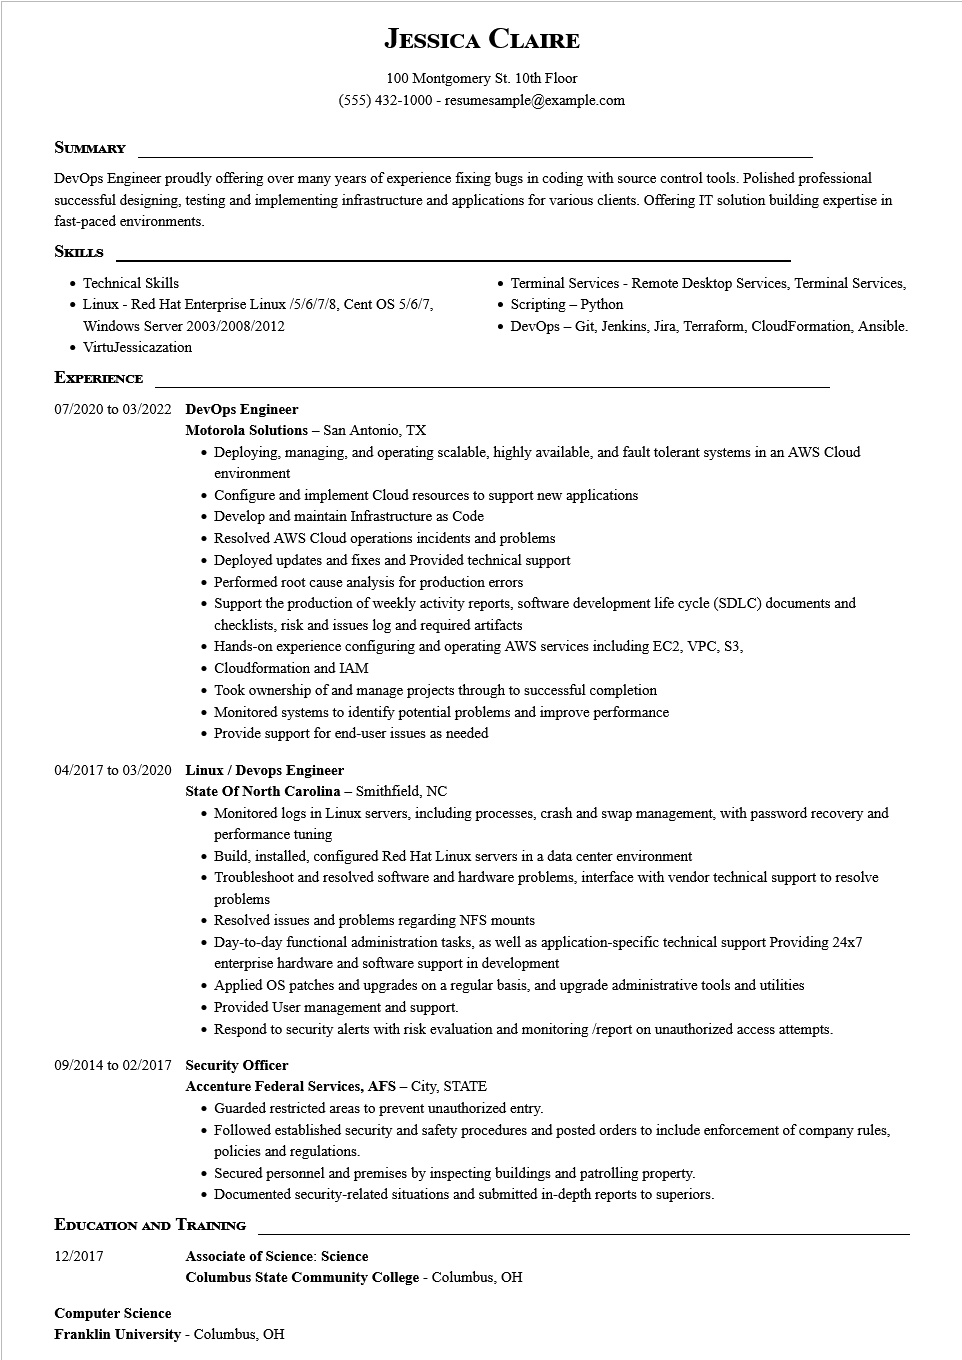 Jessica Claire
100 Montgomery St. 10th Floor
(555) 432-1000 - resumesample@example.com
Summary
DevOps Engineer proudly offering over many years of experience fixing bugs in coding with source control tools. Polished professional
successful designing, testing and implementing infrastructure and applications for various clients. Offering IT solution building expertise in
fast-paced environments.
Skills
• Technical Skills
• Linux - Red Hat Enterprise Linux /5/6/7/8, Cent OS 5/6/7,
Windows Server 2003/2008/2012
• VirtuJessicazation
• Terminal Services - Remote Desktop Services, Terminal Services,
• Scripting – Python
• DevOps – Git, Jenkins, Jira, Terraform, CloudFormation, Ansible.
Experience
07/2020 to 03/2022 DevOps Engineer
Motorola Solutions – San Antonio, TX
• Deploying, managing, and operating scalable, highly available, and fault tolerant systems in an AWS Cloud
environment
• Configure and implement Cloud resources to support new applications
• Develop and maintain Infrastructure as Code
• Resolved AWS Cloud operations incidents and problems
• Deployed updates and fixes and Provided technical support
• Performed root cause analysis for production errors
• Support the production of weekly activity reports, software development life cycle (SDLC) documents and
checklists, risk and issues log and required artifacts
• Hands-on experience configuring and operating AWS services including EC2, VPC, S3,
• Cloudformation and IAM
• Took ownership of and manage projects through to successful completion
• Monitored systems to identify potential problems and improve performance
• Provide support for end-user issues as needed
04/2017 to 03/2020 Linux / Devops Engineer
State Of North Carolina – Smithfield, NC
• Monitored logs in Linux servers, including processes, crash and swap management, with password recovery and
performance tuning
• Build, installed, configured Red Hat Linux servers in a data center environment
• Troubleshoot and resolved software and hardware problems, interface with vendor technical support to resolve
problems
• Resolved issues and problems regarding NFS mounts
• Day-to-day functional administration tasks, as well as application-specific technical support Providing 24x7
enterprise hardware and software support in development
• Applied OS patches and upgrades on a regular basis, and upgrade administrative tools and utilities
• Provided User management and support.
• Respond to security alerts with risk evaluation and monitoring /report on unauthorized access attempts.
09/2014 to 02/2017 Security Officer
Accenture Federal Services, AFS – City, STATE
• Guarded restricted areas to prevent unauthorized entry.
• Followed established security and safety procedures and posted orders to include enforcement of company rules,
policies and regulations.
• Secured personnel and premises by inspecting buildings and patrolling property.
• Documented security-related situations and submitted in-depth reports to superiors.
Education and Training
12/2017 Associate of Science: Science
Columbus State Community College - Columbus, OH
Computer Science
Franklin University - Columbus, OH